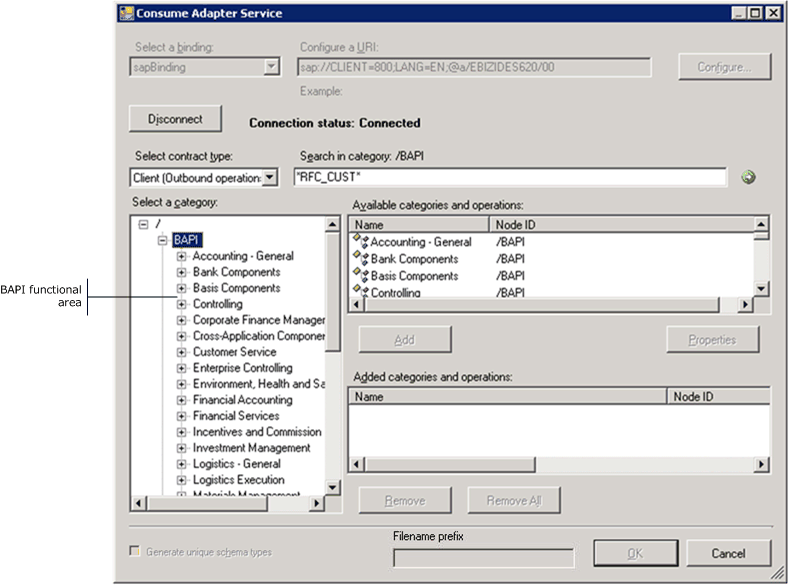 Consume Adapter Service
Select a binding:
Configure a URI:
sapBinding
sap://CLIENT=800;LANG=EN;@a/EBIZIDES620/00
Configure...
Example:
Disconnect
Connection status: Connected
Select contract type:
Search in category: /BAPI
Client (Outbound operation:
*RFC_CUST*
Select a category:
Available categories and operations:
/
BAPI
Accounting - General
Bank Components
Basis Components
Controlling
Corporate Finance Manager
Cross-Application Componer
Customer Service
Enterprise Controlling
Environment, Health and Sa
Financial Accounting
Financial Services
Incentives and Commission
Investment Management
Logistics - General
Logistics Execution
Materials Management
BAPI functional
area
Name
Node ID
Accounting - General
/BAPI
Bank Components
/BAPI
Basis Components
/BAPI
Controlling
/BAPI
Add
Properties
Added categories and operations:
Name
Node ID
Remove
Remove All
Generate unique schema types
Filename prefix
OK
Cancel